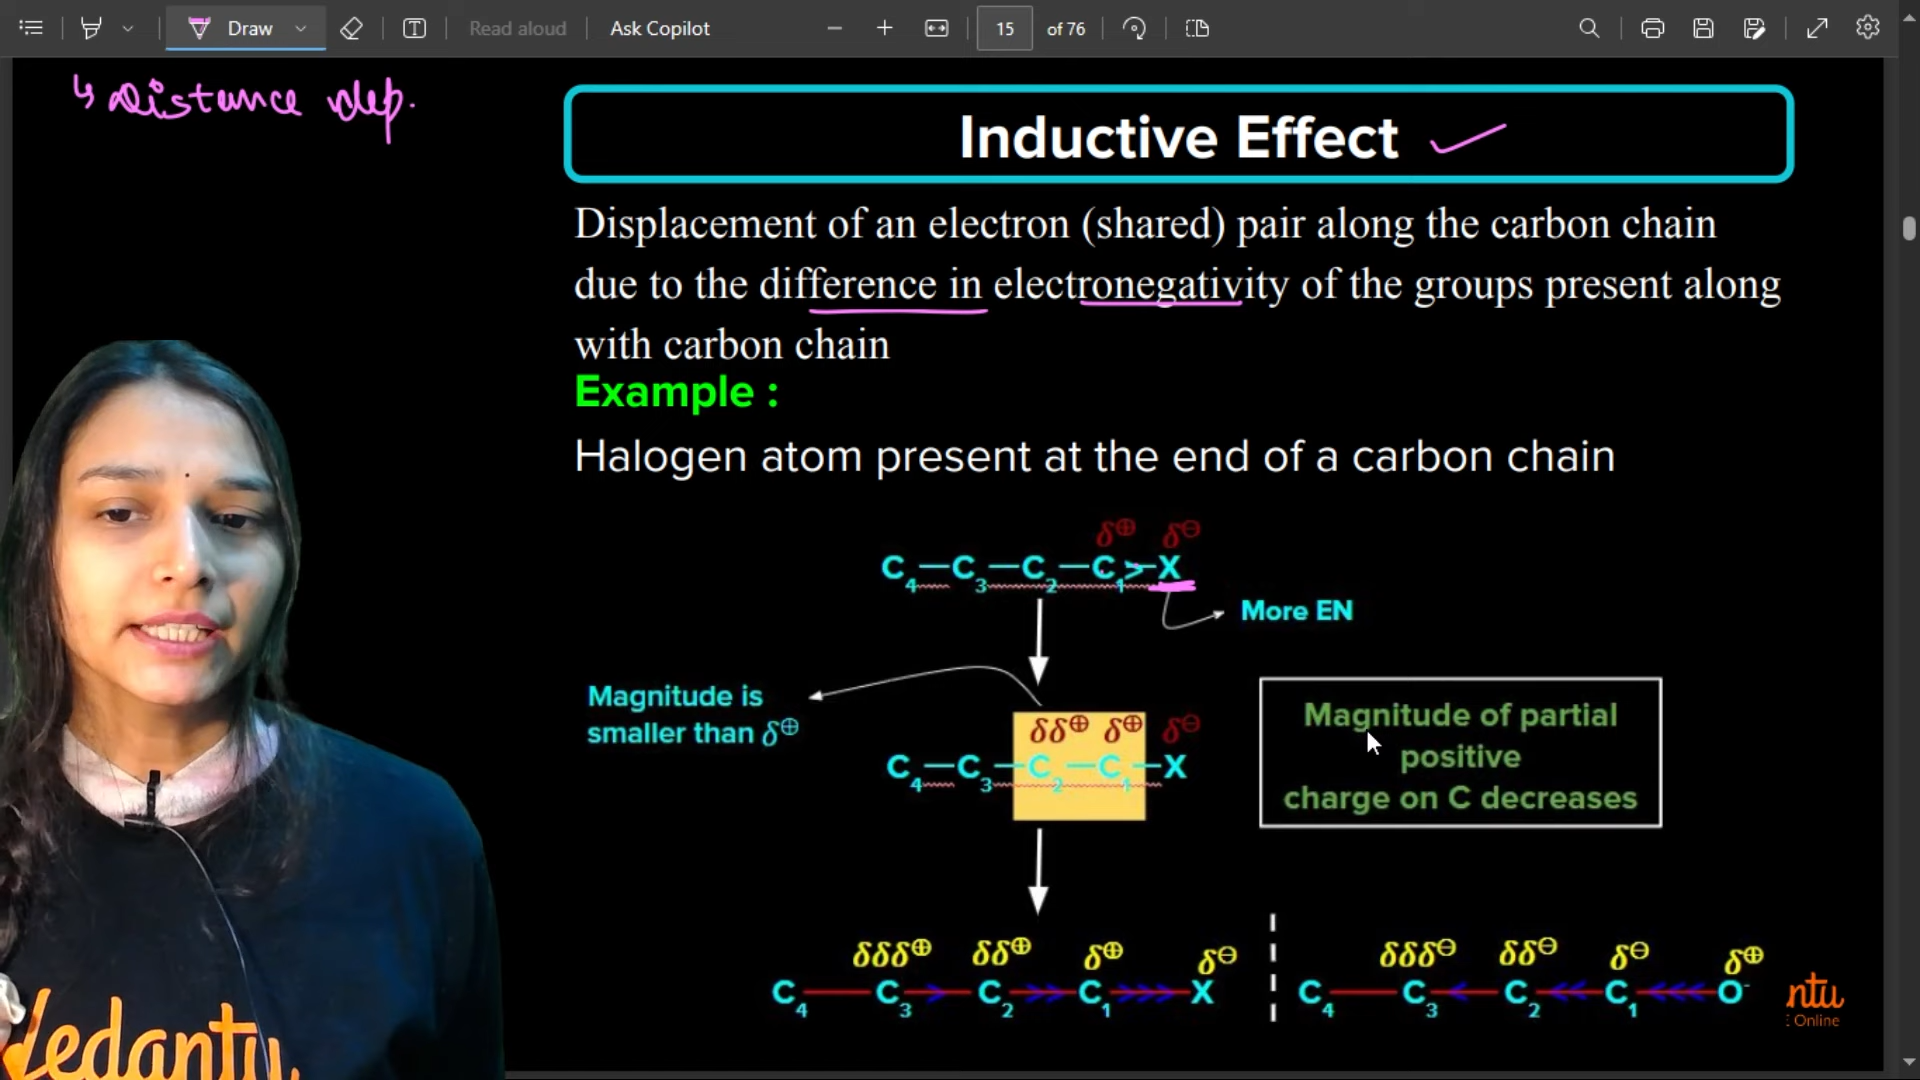 Draw
Read aloud
Ask Copilot
15 of 76
↳ Distance dep.
Inductive Effect
Displacement of an electron (shared) pair along the carbon chain
due to the difference in electronegativity of the groups present along
with carbon chain
Example :
Halogen atom present at the end of a carbon chain
δ⊕ δ⊖
C4—C3—C2—C1>—X
More EN
Magnitude is
smaller than δ⊕
δδ⊕ δ⊕ δ⊖
C4—C3—C2—C1—X
Magnitude of partial
positive
charge on C decreases
δδδ⊕ δδ⊕ δ⊕ δ⊖
C4 C3 C2 C1 X
δδδ⊖ δδ⊖ δ⊖ δ⊕
C4 C3 C2 C1 O-
ntu
E Online
Vedantu